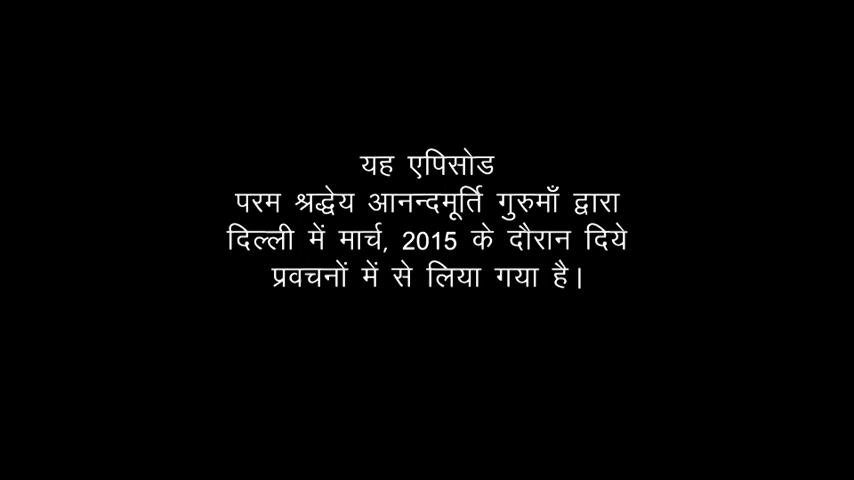 यह एपिसोड
परम श्रद्धेय आनन्दमूर्ति गुरुमाँ द्वारा
दिल्ली में मार्च, 2015 के दौरान दिये
प्रवचनों में से लिया गया है।